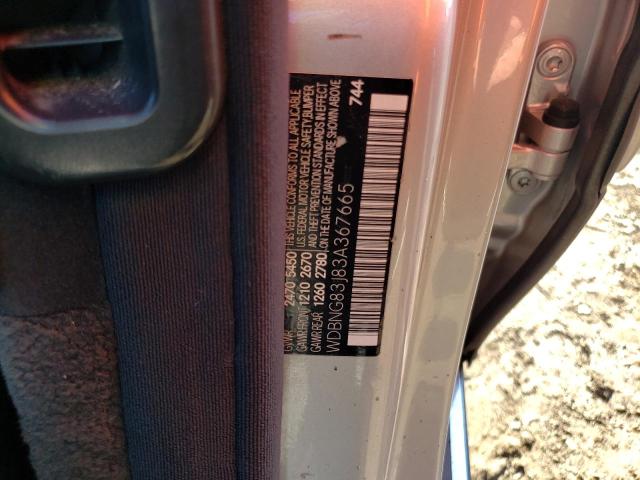 GVWR 2470 5450 THIS VEHICLE CONFORMS TO ALL APPLICABLE
GAWR FRONT 1210 2670 U.S. FEDERAL MOTOR VEHICLE SAFETY, BUMPER
AND THEFT PREVENTION STANDARDS IN EFFECT
GAWR REAR 1260 2780 ON THE DATE OF MANUFACTURE SHOWN ABOVE
WDBNG83J83A367665
744